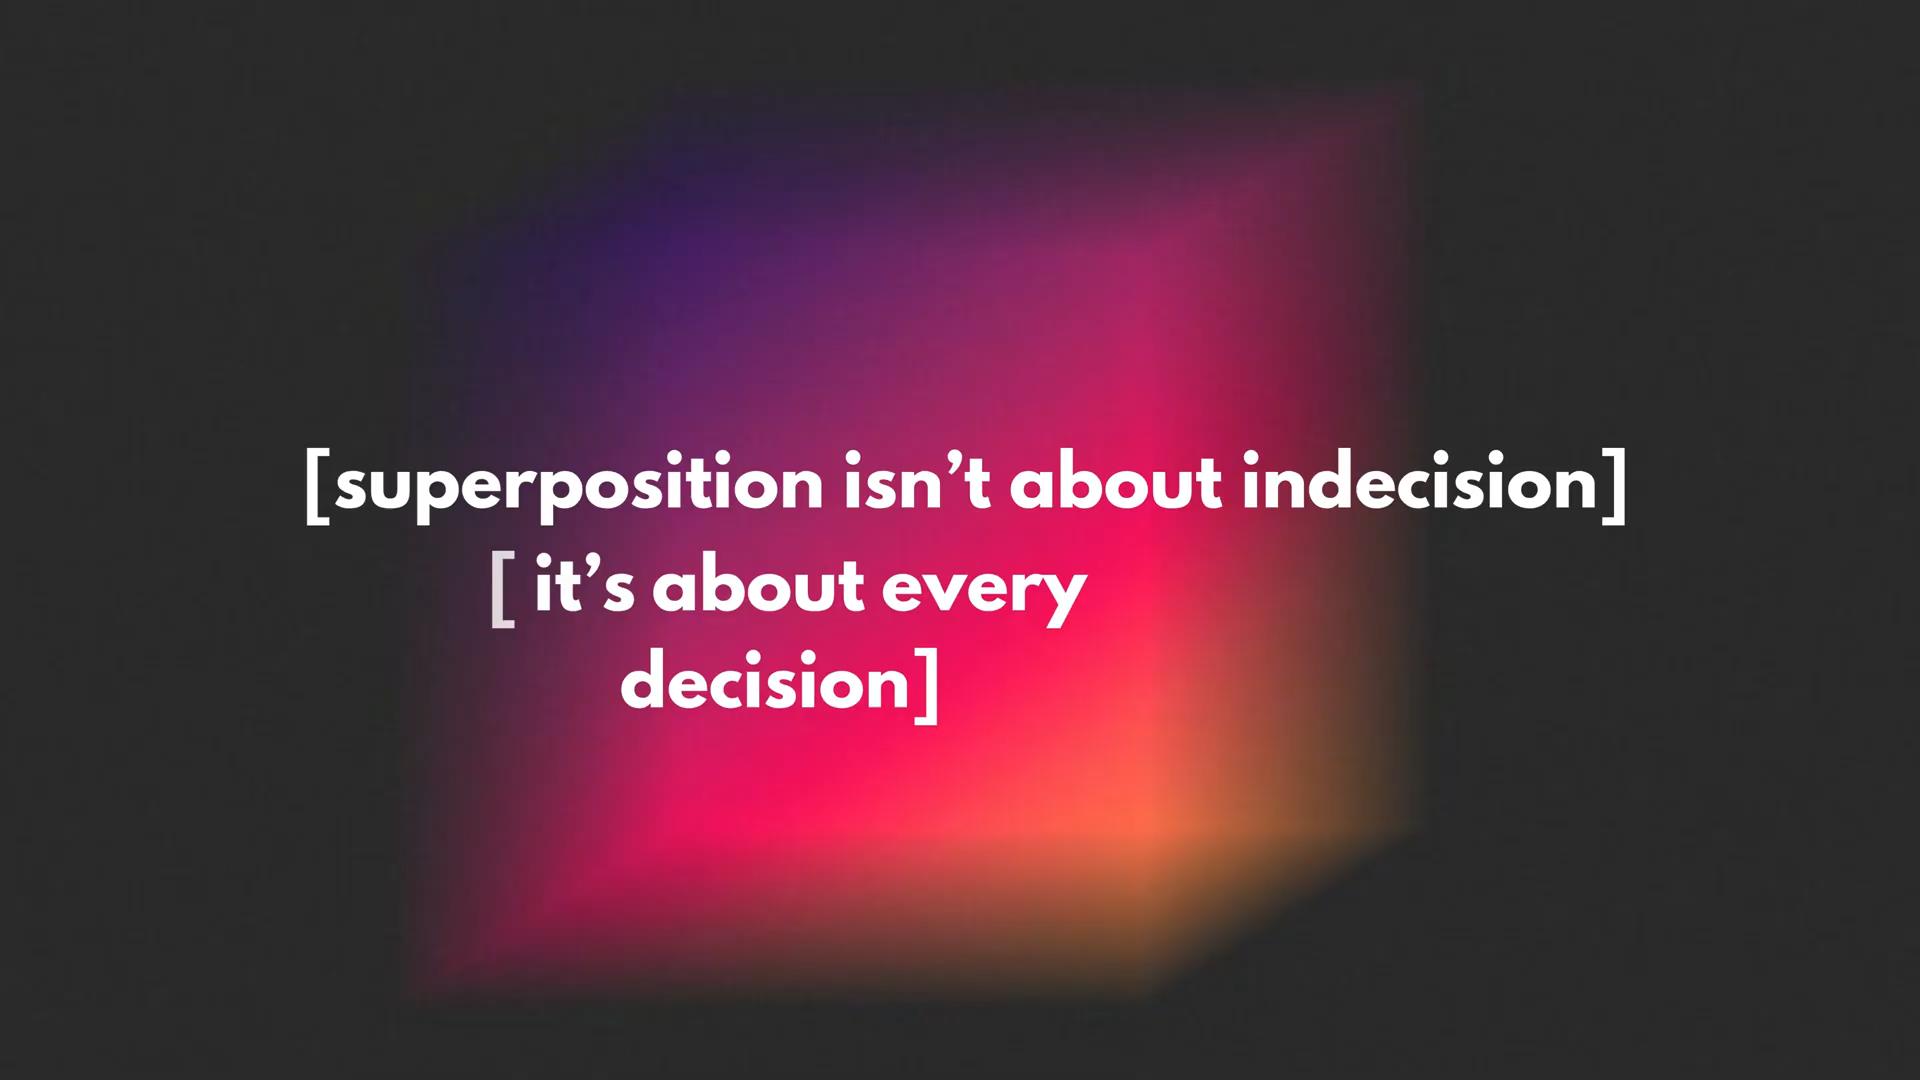 [superposition isn’t about indecision]
[ it’s about every
decision]